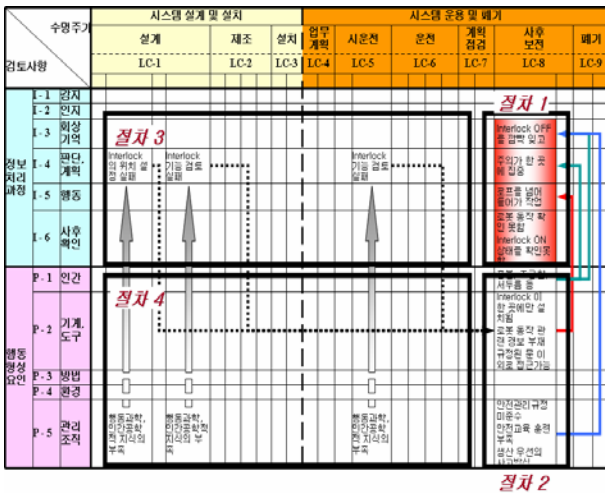 수명주기
검토사항
시스템 설계 및 설치
시스템 운용 및 폐기
설계
제조
설치
업무
계획
시운전
운전
계획
점검
사후
보전
폐기
LC-1
LC-2
LC-3
LC-4
LC-5
LC-6
LC-7
LC-8
LC-9
정보
처리
과정
I-1 감지
I-2 인지
I-3 회상
기억
I-4 판단,
계획
I-5 행동
I-6 사후
확인
행동
형성
요인
P-1 인간
P-2 기계,
도구
P-3 방법
P-4 환경
P-5 관리
조직
절차 1
절차 3
Interlock
의 위치 설
정 실패
Interlock
기능 검토
실패
Interlock
기능 검토
실패
Interlock OFF
를 깜빡 잊고
주의가 한 곳
에 집중
로프를 넘어
들어가 작업
로봇 동작 확
인 못함
Interlock ON
상태를 확인못
절차 4
서두름 등
Interlock 이
한 곳에만 설
치됨
로봇 동작 관
련 정보 부재
규정된 문 이
외로 접근가능
행동과학,
인간공학
적 지식의
부족
행동과학,
인간공학적
지식의 부
족
행동과학,
인간공학
적 지식의
부족
안전관리규정
미준수
안전교육 훈련
부족
생산 우선의
절차 2